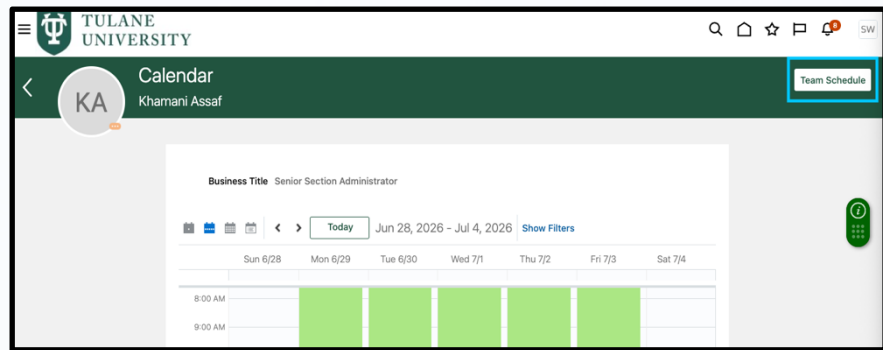 TULANE
UNIVERSITY
8
SW
KA
Calendar
Khamani Assaf
Team Schedule
Business Title Senior Section Administrator
Today
Jun 28, 2026 - Jul 4, 2026
Show Filters
Sun 6/28 Mon 6/29 Tue 6/30 Wed 7/1 Thu 7/2 Fri 7/3 Sat 7/4
8:00 AM
9:00 AM